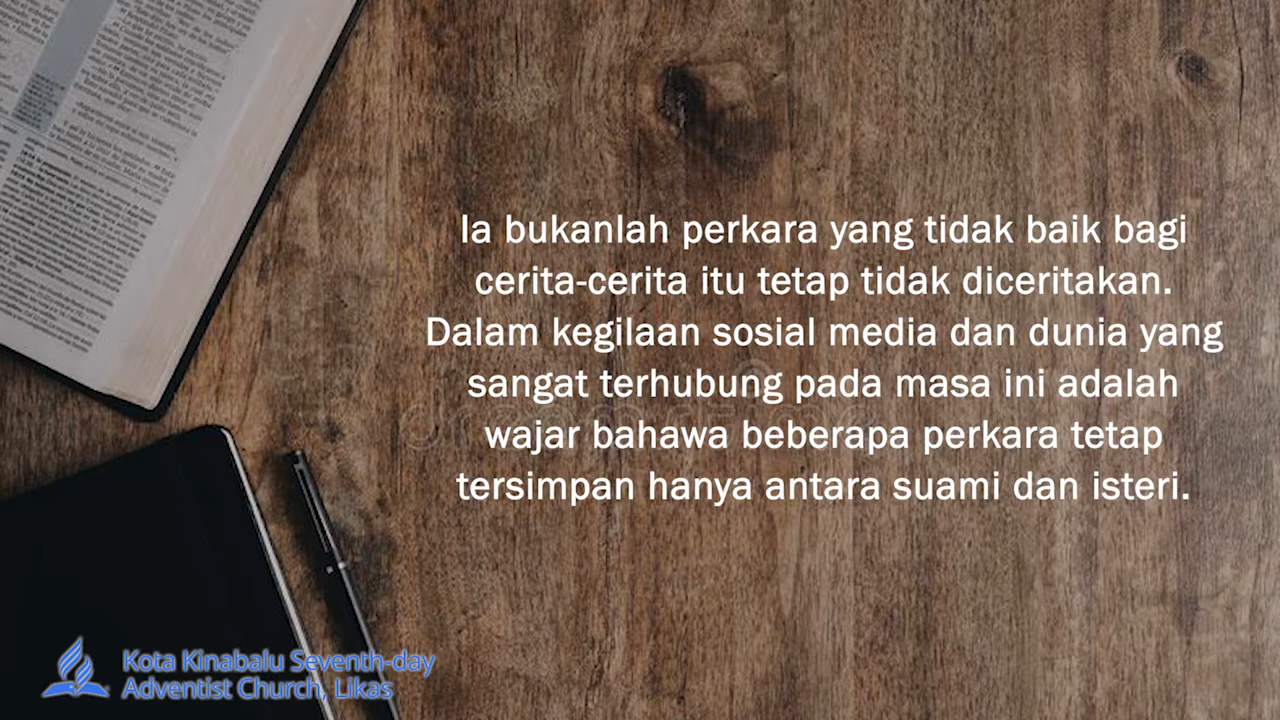 Ia bukanlah perkara yang tidak baik bagi
cerita-cerita itu tetap tidak diceritakan.
Dalam kegilaan sosial media dan dunia yang
sangat terhubung pada masa ini adalah
wajar bahawa beberapa perkara tetap
tersimpan hanya antara suami dan isteri.
Kota Kinabalu Seventh-day
Adventist Church, Likas